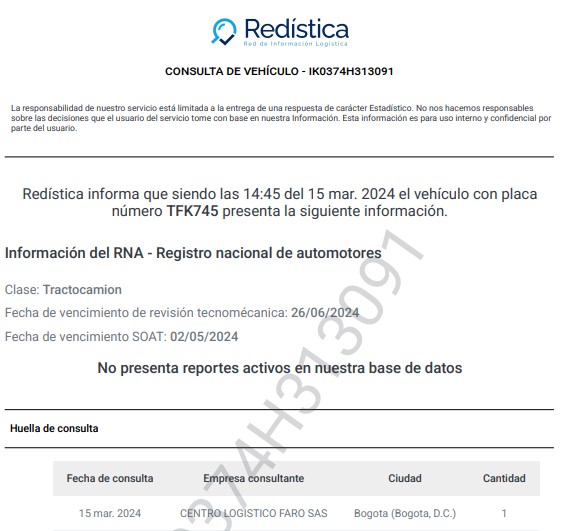 Redística
Red de Información Logística
CONSULTA DE VEHÍCULO - IK0374H313091
La responsabilidad de nuestro servicio está limitada a la entrega de una respuesta de carácter Estadístico. No nos hacemos responsables
sobre las decisiones que el usuario del servicio tome con base en nuestra Información. Esta información es para uso interno y confidencial por
parte del usuario.
Redística informa que siendo las 14:45 del 15 mar. 2024 el vehículo con placa
número TFK745 presenta la siguiente información.
Información del RNA - Registro nacional de automotores
Clase: Tractocamion
Fecha de vencimiento de revisión tecnomécanica: 26/06/2024
Fecha de vencimiento SOAT: 02/05/2024
No presenta reportes activos en nuestra base de datos
Huella de consulta
Fecha de consulta Empresa consultante Ciudad Cantidad
15 mar. 2024 CENTRO LOGISTICO FARO SAS Bogota (Bogota, D.C.) 1
0374H313091